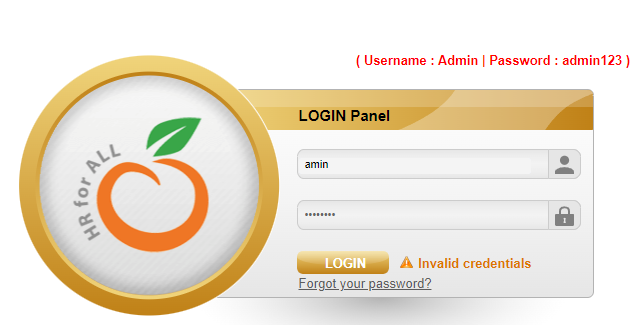 ( Username : Admin | Password : admin123 )
LOGIN Panel
HR for ALL
amin
••••••••
LOGIN
Invalid credentials
Forgot your password?